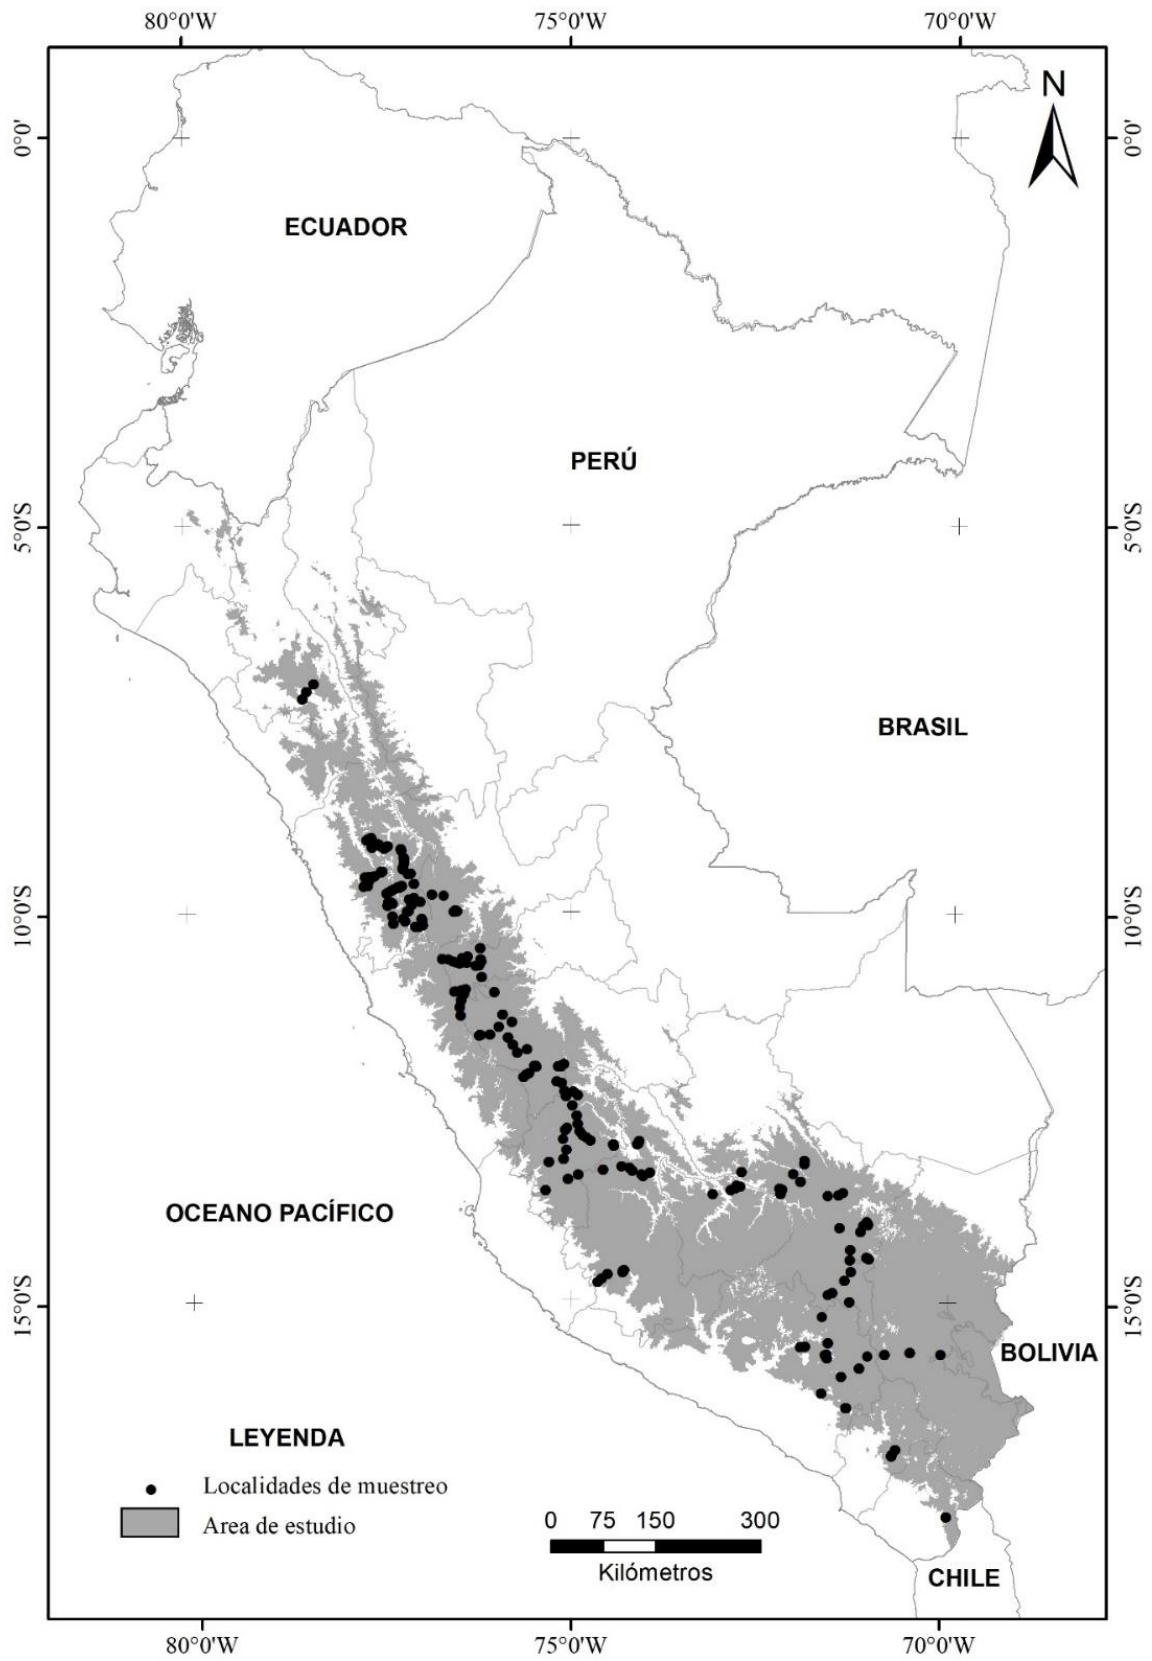 80°0'W 75°0'W 70°0'W
N
0°0' 0°0'
ECUADOR
PERÚ
5°0'S 5°0'S
BRASIL
10°0'S 10°0'S
OCEANO PACÍFICO
15°0'S 15°0'S
BOLIVIA
LEYENDA
Localidades de muestreo
Area de estudio
0 75 150 300
Kilómetros
CHILE
80°0'W 75°0'W 70°0'W